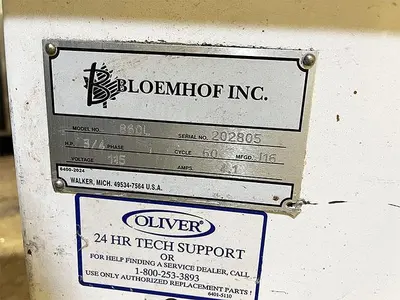 BLOEMHOF INC.
MODEL NO. 860L SERIAL NO. 202805
H.P. 3/4 PHASE 1 CYCLE 60 MFGD. 116
VOLTAGE 115 AMPS.
6400-2024
WALKER, MICH. 49534-7564 U.S.A.
OLIVER®
24 HR TECH SUPPORT
OR
FOR HELP FINDING A SERVICE DEALER, CALL
1-800-253-3893
USE ONLY AUTHORIZED REPLACEMENT PARTS !
6401-5110